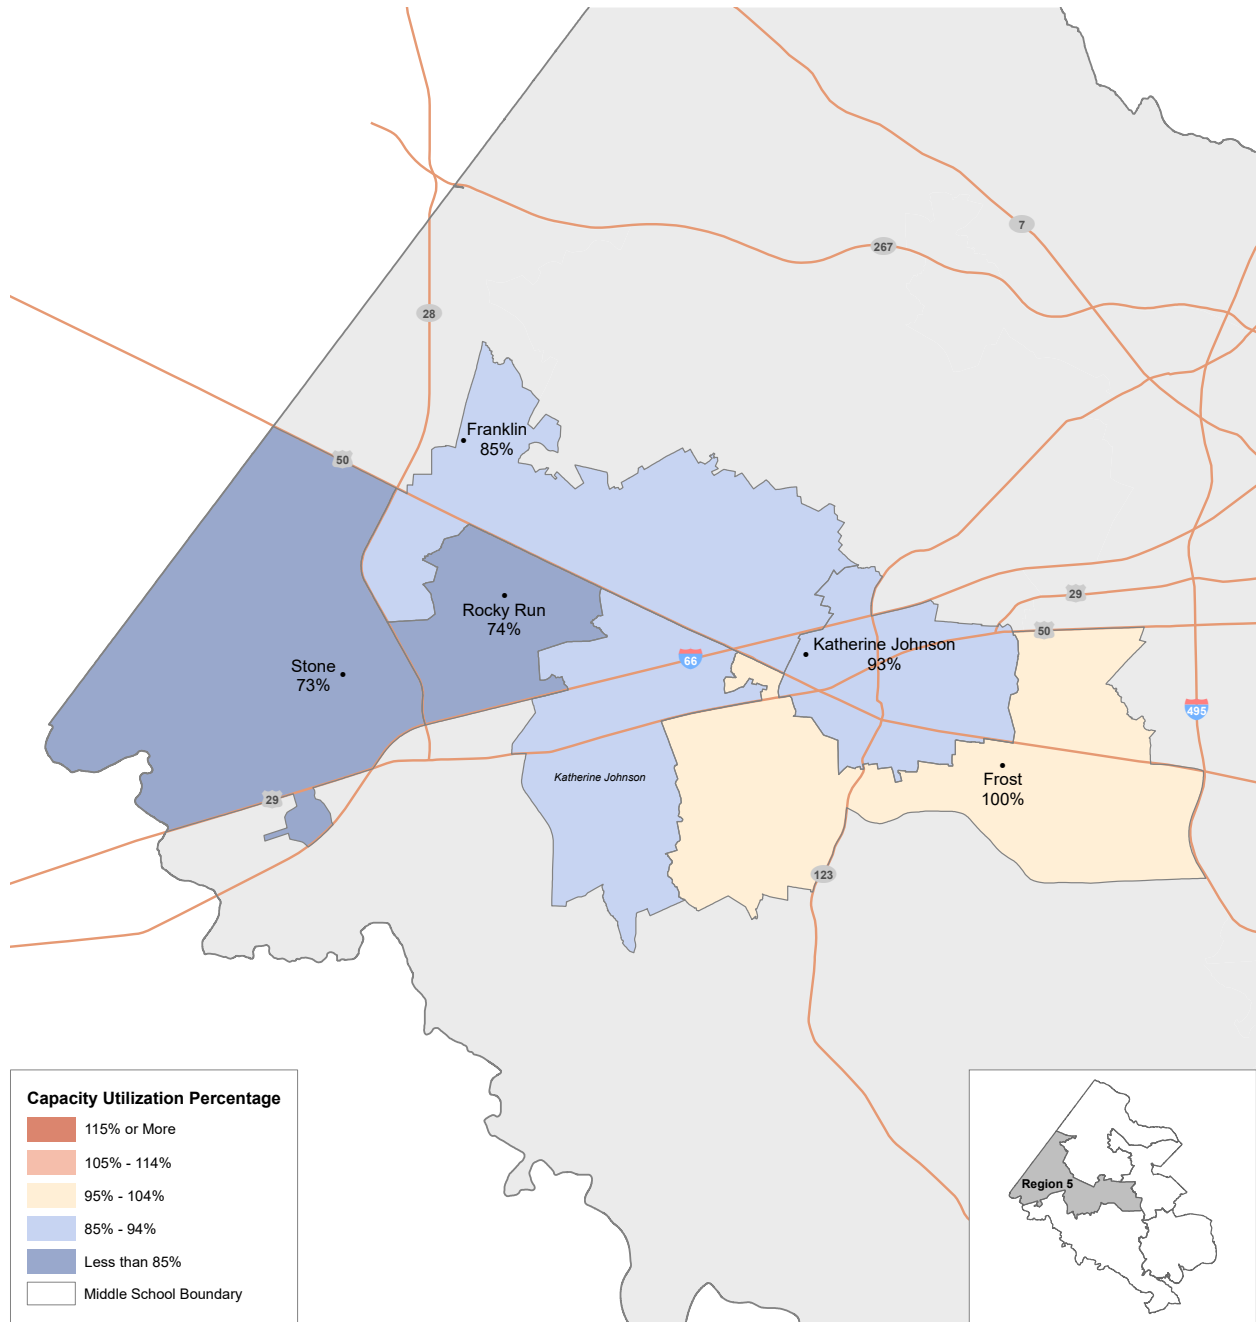 7
267
28
Franklin
85%
50
29
Rocky Run
74%
50
Katherine Johnson
93%
66
Stone
73%
495
Katherine Johnson
Frost
100%
29
123
Capacity Utilization Percentage
115% or More
105% - 114%
95% - 104%
85% - 94%
Less than 85%
Middle School Boundary
Region 5